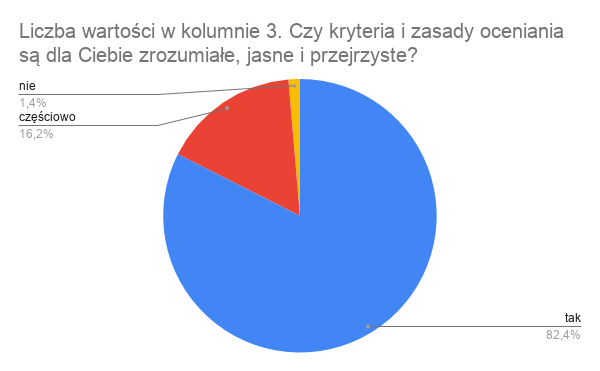 Liczba wartości w kolumnie 3. Czy kryteria i zasady oceniania
są dla Ciebie zrozumiałe, jasne i przejrzyste?
nie
1,4%
częściowo
16,2%
tak
82,4%